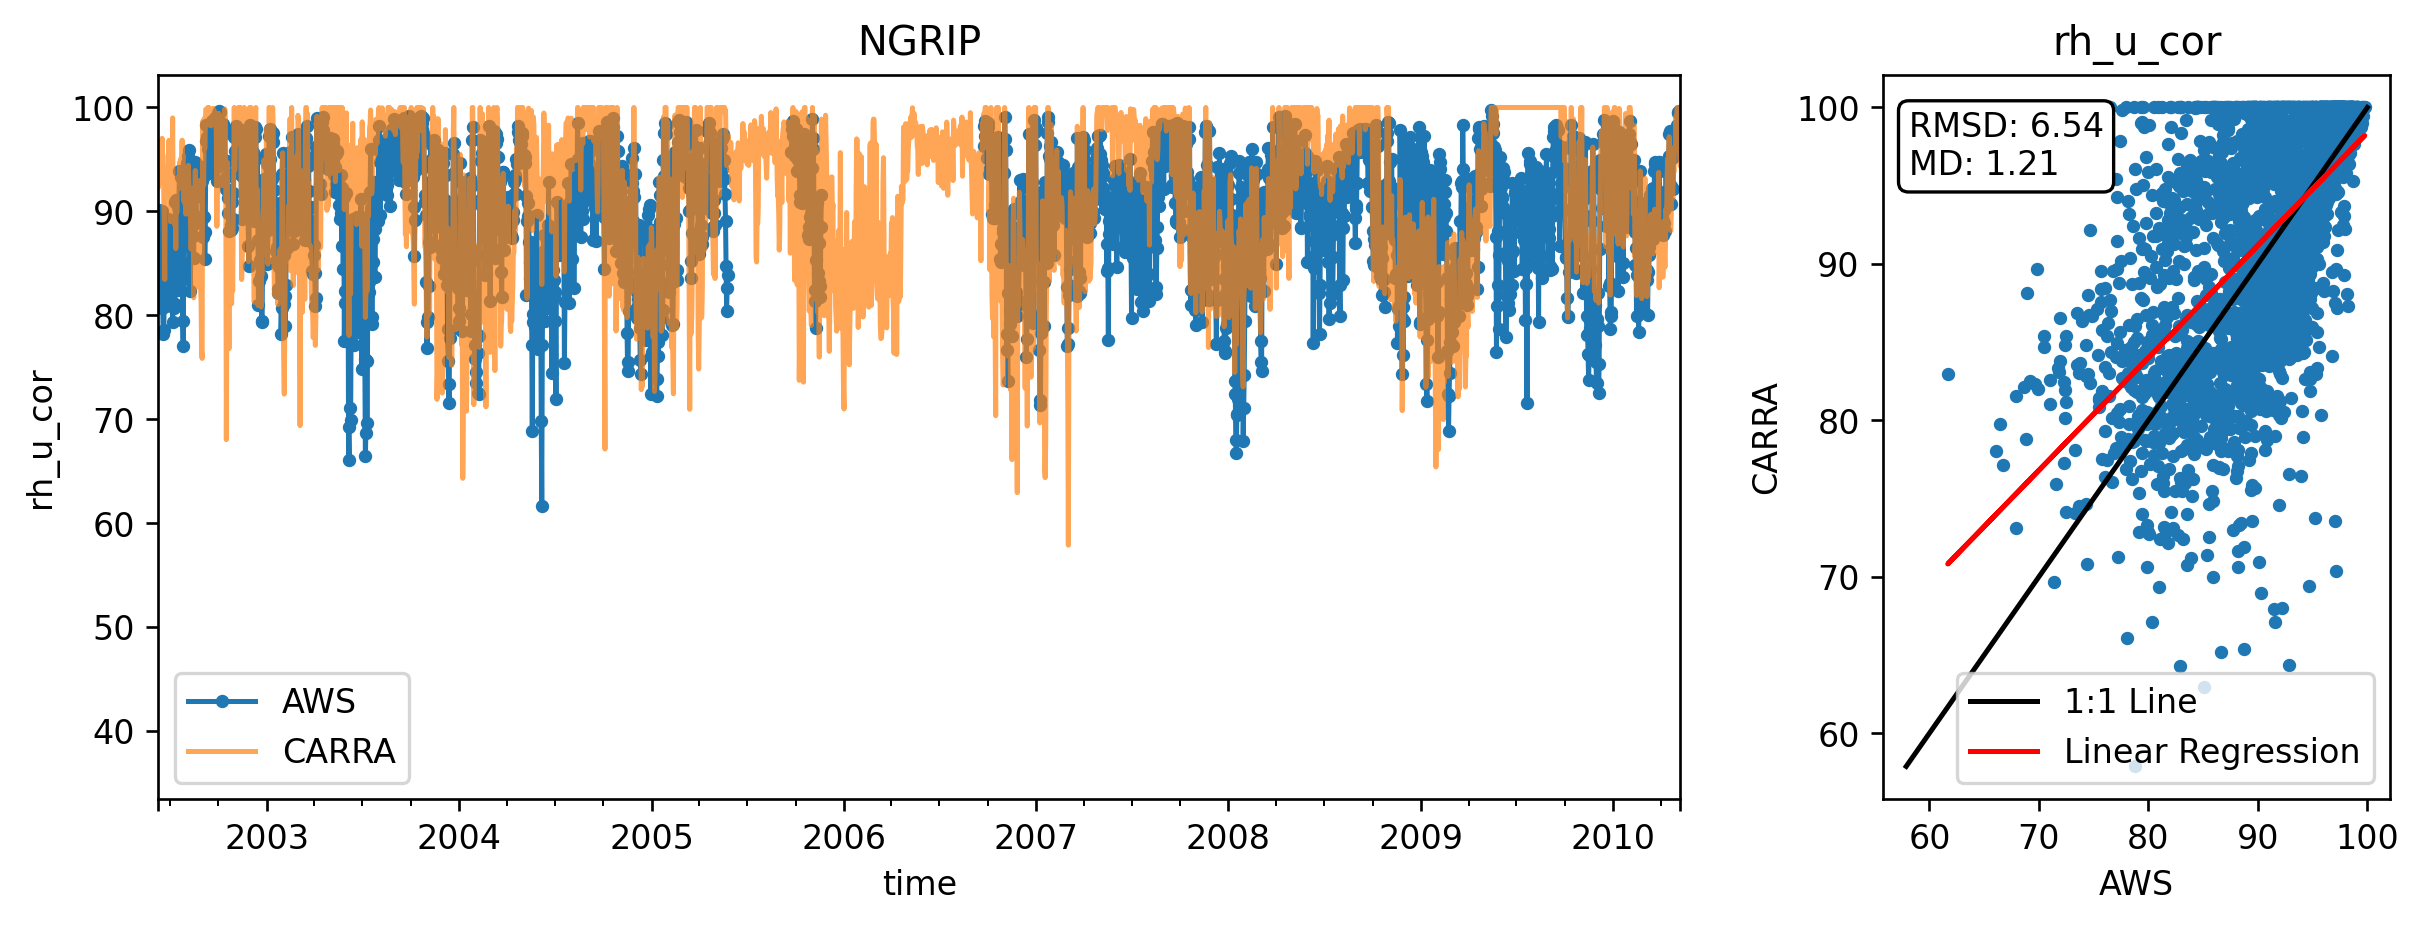 NGRIP
rh_u_cor
100
90
80
70
60
50
40
AWS
CARRA
2003 2004 2005 2006 2007 2008 2009 2010
time
rh_u_cor
CARRA
100
90
80
70
60
RMSD: 6.54
MD: 1.21
1:1 Line
Linear Regression
60 70 80 90 100
AWS